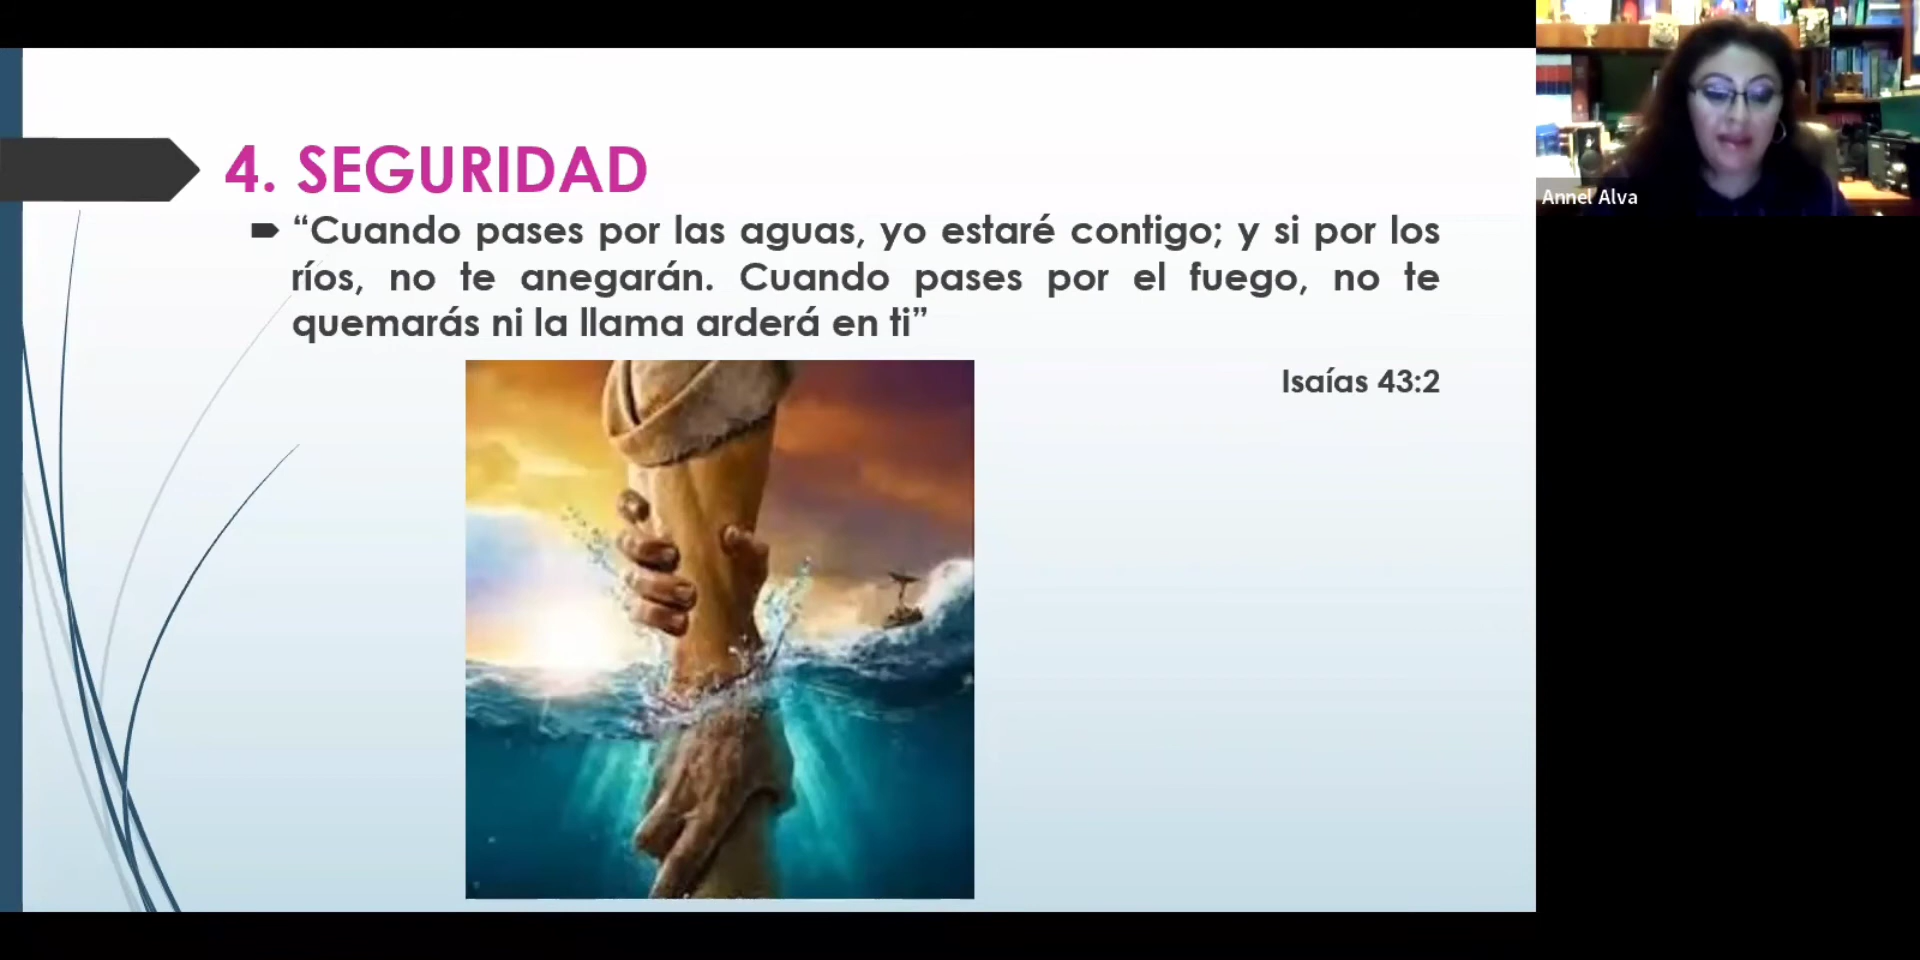 4. SEGURIDAD
“Cuando pases por las aguas, yo estaré contigo; y si por los
ríos, no te anegarán. Cuando pases por el fuego, no te
quemarás ni la llama arderá en ti”
Isaías 43:2
Annel Alva